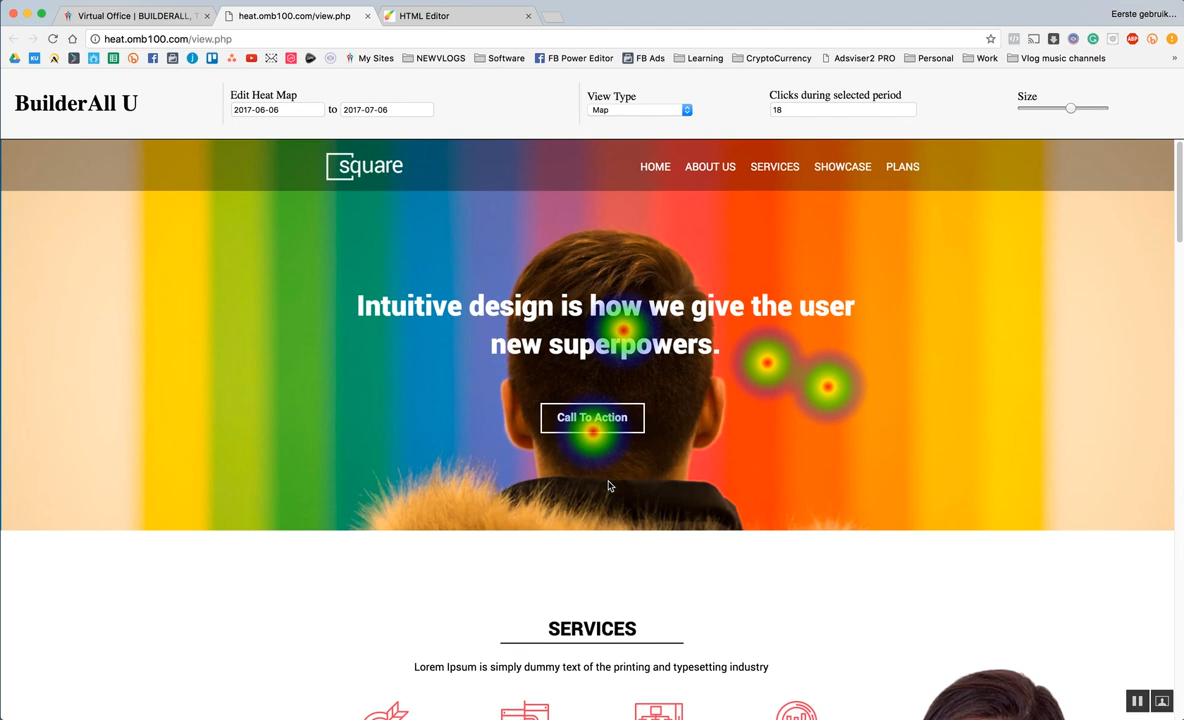 Virtual Office | BUILDERALL, T
heat.omb100.com/view.php
HTML Editor
Eerste gebruik...
heat.omb100.com/view.php
My Sites
NEWVLOGS
Software
FB Power Editor
FB Ads
Learning
CryptoCurrency
Adsviser2 PRO
Personal
Work
Vlog music channels
»
BuilderAll U
Edit Heat Map
2017-06-06 to 2017-07-06
View Type
Map
Clicks during selected period
18
Size
square
HOME ABOUT US SERVICES SHOWCASE PLANS
Intuitive design is how we give the user
new superpowers.
Call To Action
SERVICES
Lorem Ipsum is simply dummy text of the printing and typesetting industry